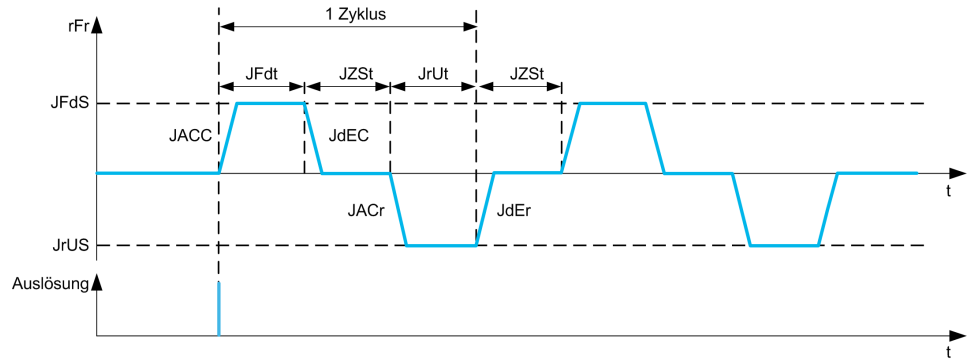 1 Zyklus
rFr
JFdt
JZSt
JrUt
JZSt
JFdS
JACC
JdEC
t
JACr
JdEr
JrUS
Auslösung
t